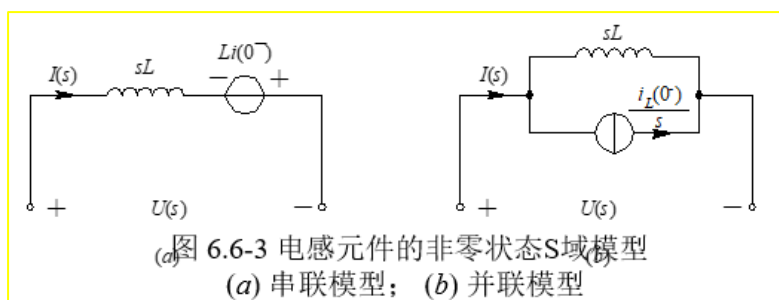 Li(0⁻)
sL
I(s)
− +
+ U(s) −
sL
I(s)
i_L(0⁻)
s
+ U(s) −
(a) (b)
图 6.6-3 电感元件的非零状态S域模型
(a) 串联模型； (b) 并联模型